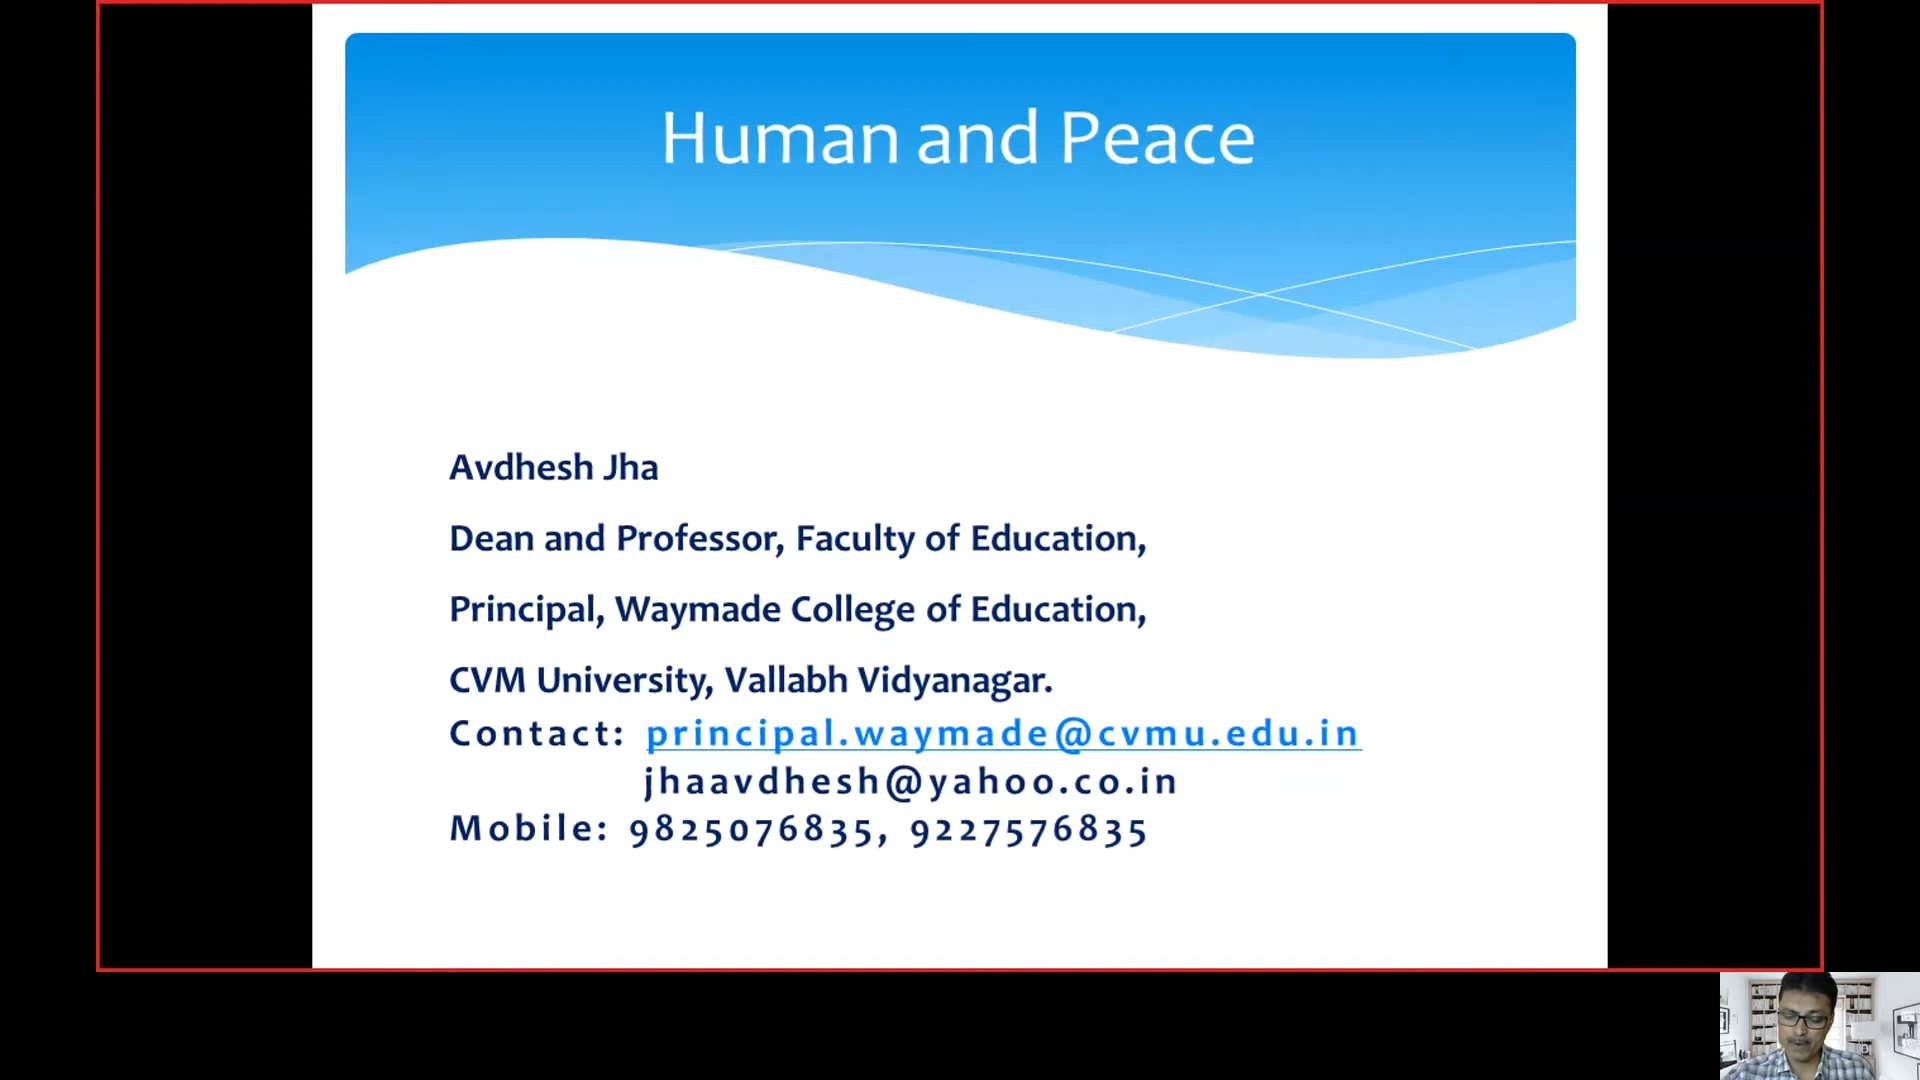 Human and Peace
Avdhesh Jha
Dean and Professor, Faculty of Education,
Principal, Waymade College of Education,
CVM University, Vallabh Vidyanagar.
Contact: principal.waymade@cvmu.edu.in
jhaavdhesh@yahoo.co.in
Mobile: 9825076835, 9227576835